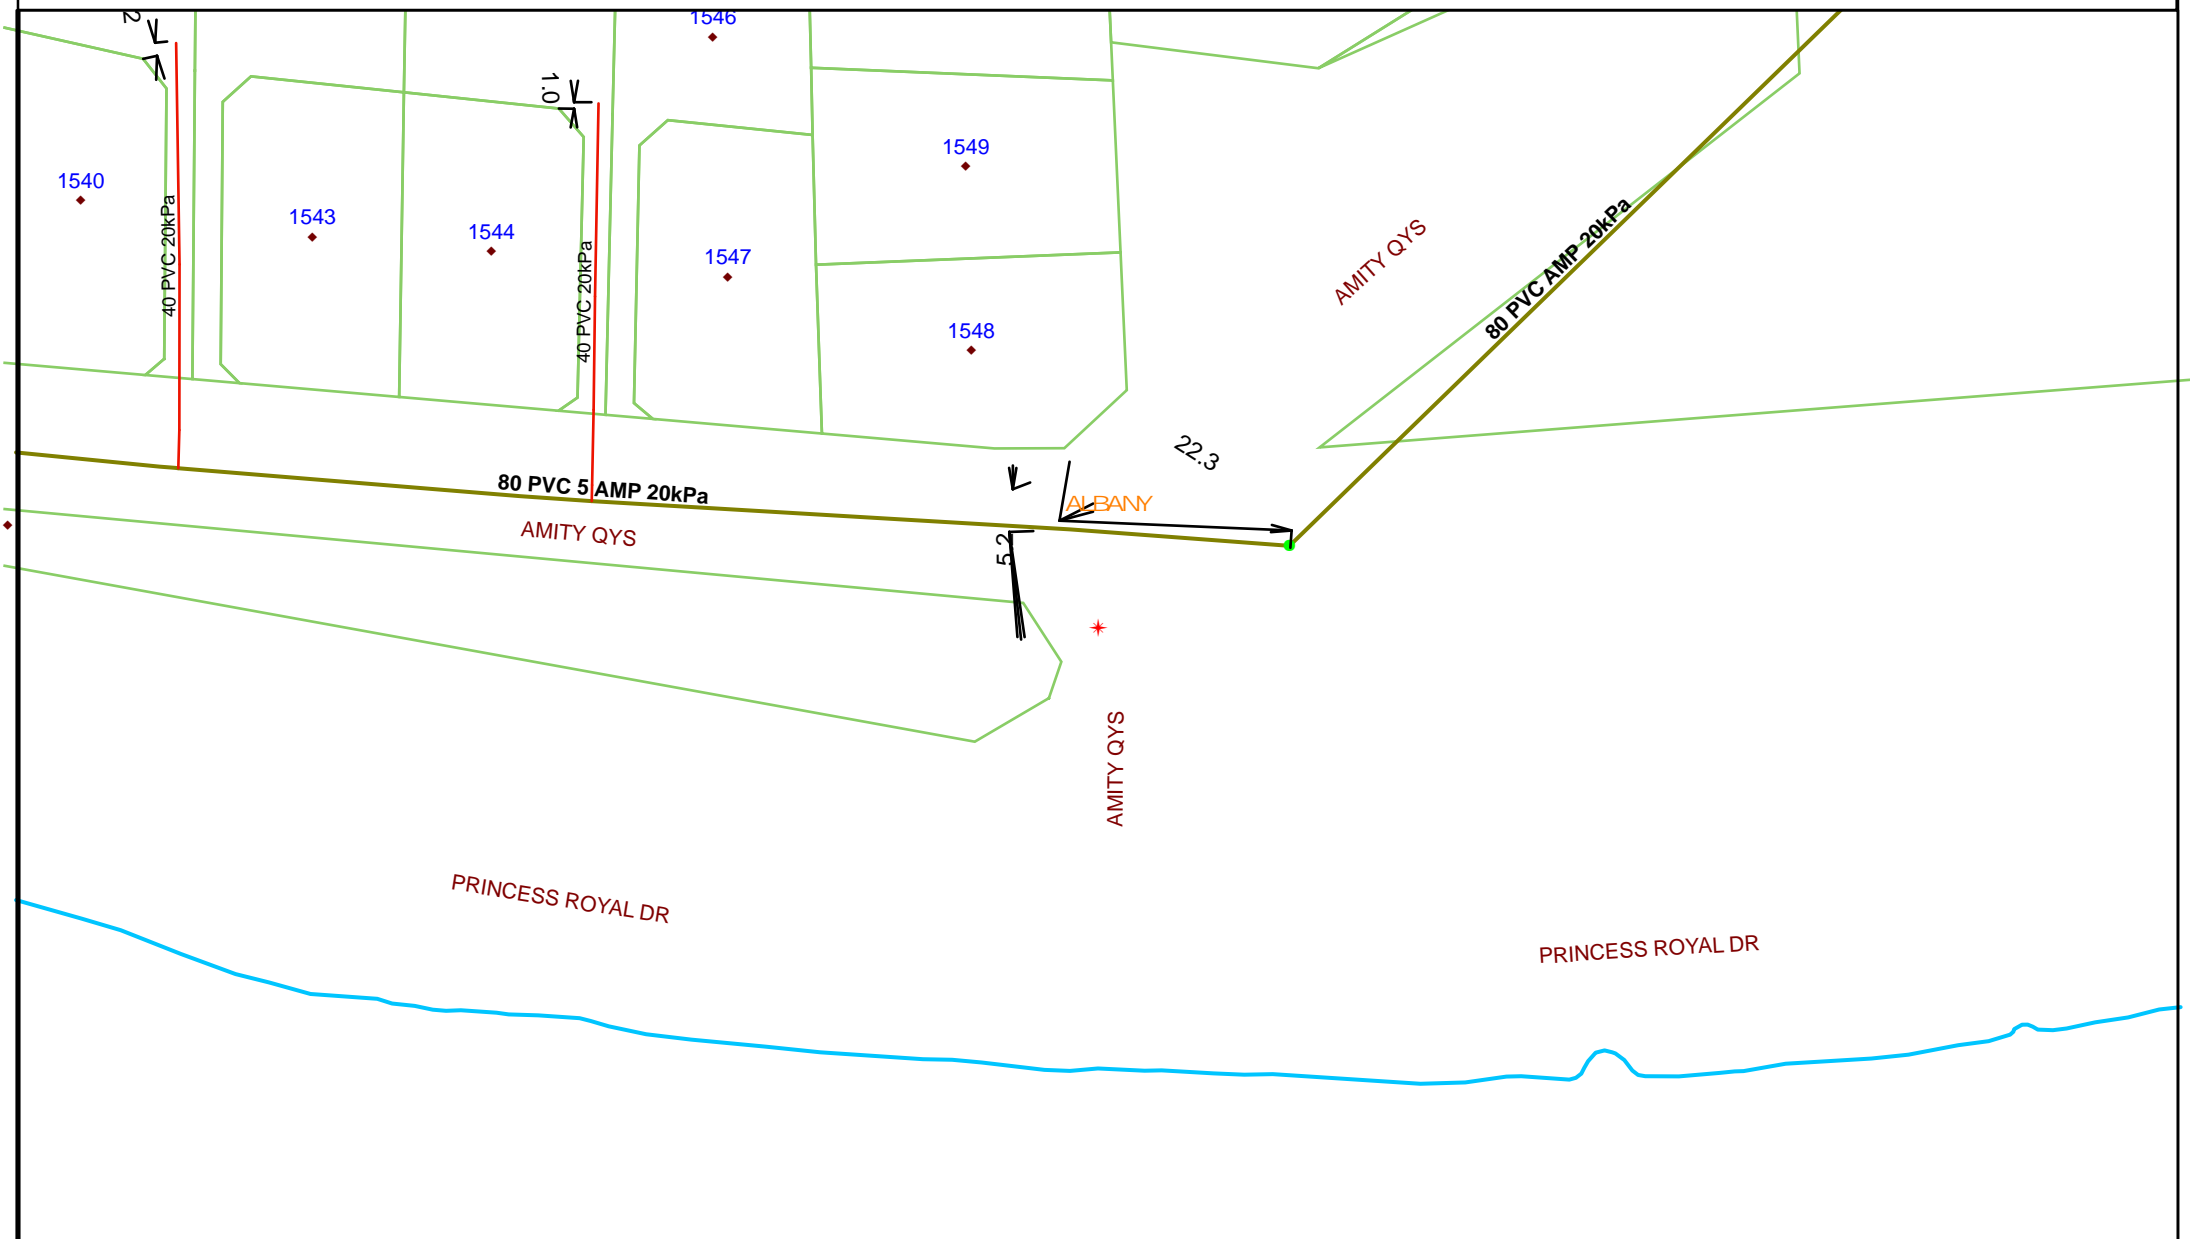 2
1546
1.0
1549
1540
1543
1544
1547
1548
40 PVC 20kPa
40 PVC 20kPa
AMITY QYS
80 PVC AMP 20kPa
22.3
80 PVC 5 AMP 20kPa
ALBANY
AMITY QYS
5.2
AMITY QYS
PRINCESS ROYAL DR
PRINCESS ROYAL DR